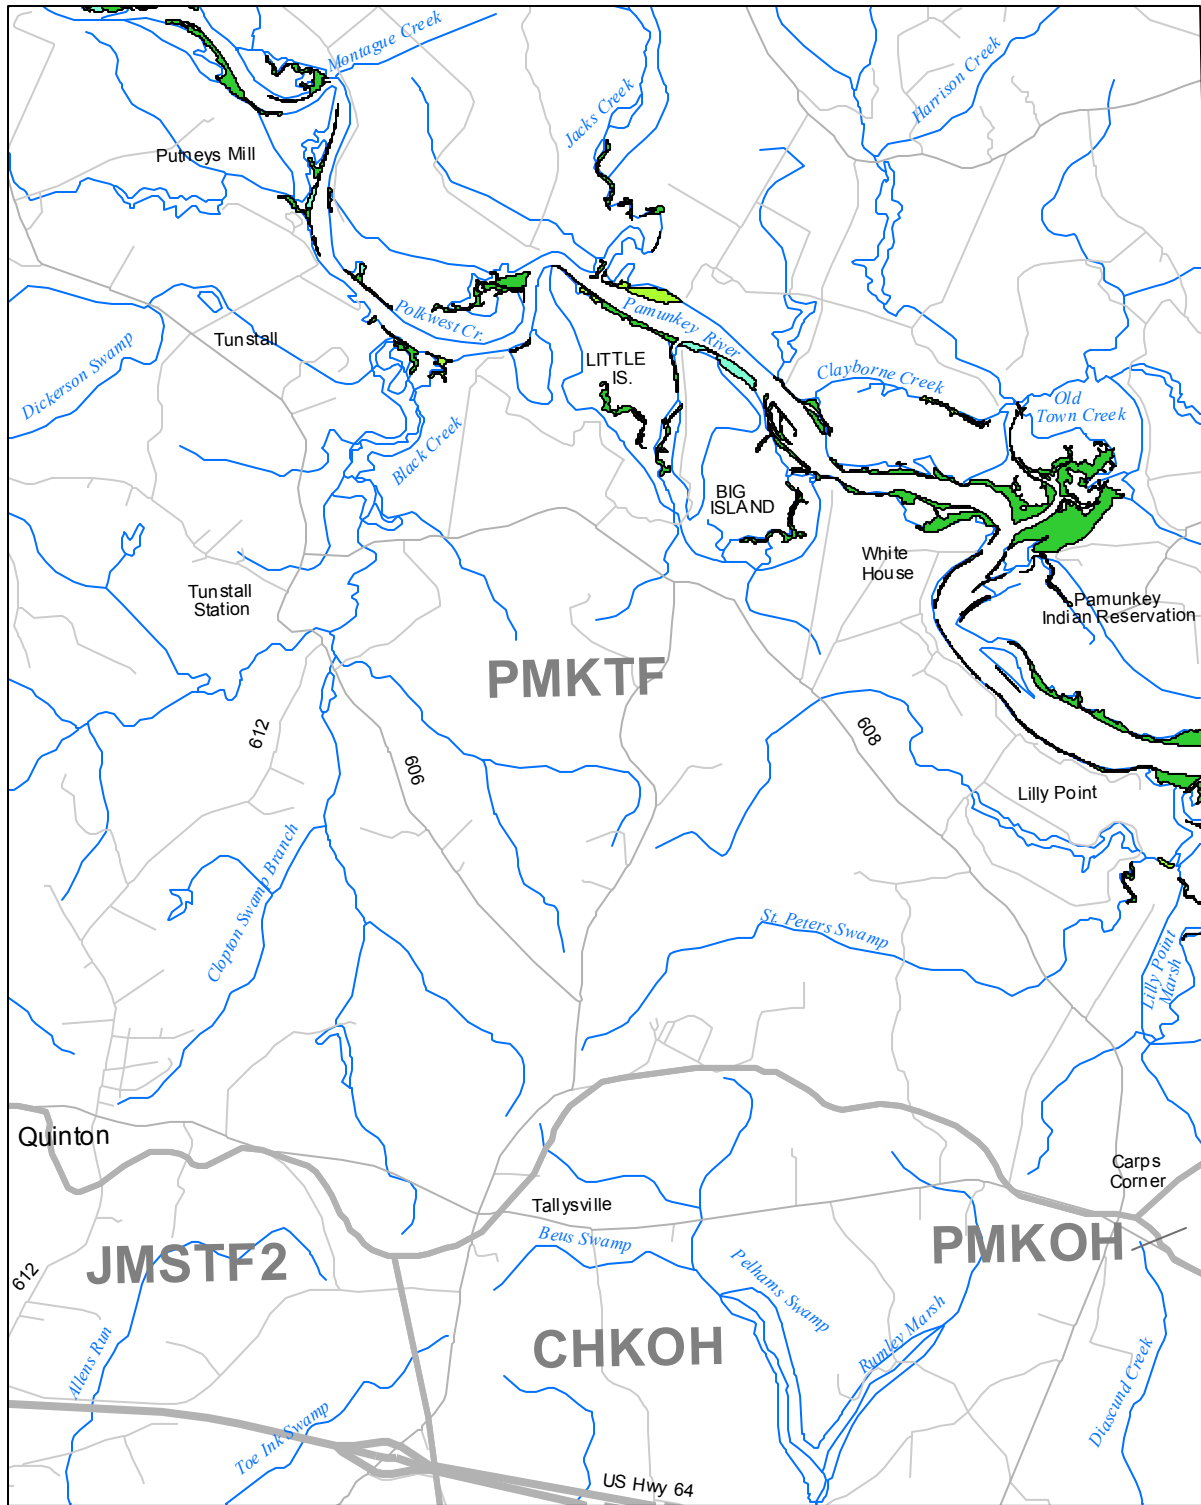 Montague Creek
Harrison Creek
Jacks Creek
Putneys Mill
Pamunkey River
Polkwest Cr.
Tunstall
Dickerson Swamp
LITTLE
IS.
Clayborne Creek
Old
Town Creek
Black Creek
BIG
ISLAND
White
House
Tunstall
Station
Pamunkey
Indian Reservation
PMKTF
612
606
608
Lilly Point
Clopton Swamp Branch
St. Peters Swamp
Lilly Point
Marsh
Quinton
Carps
Corner
Tallysville
Beus Swamp
PMKOH
JMSTF2
612
Pelhams Swamp
Rumley Marsh
CHKOH
Allens Run
Diascund Creek
Toe Ink Swamp
US Hwy 64